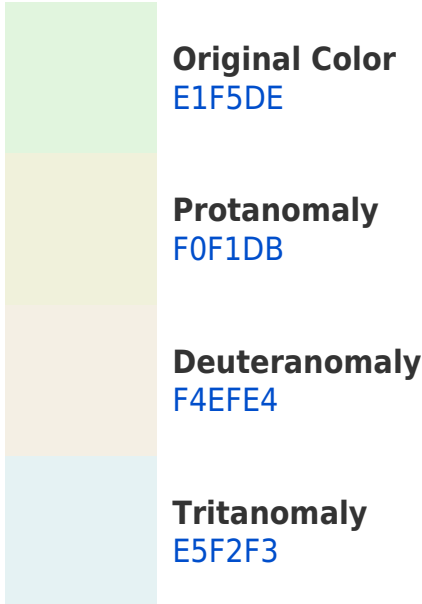 Original Color
E1F5DE
Protanomaly
F0F1DB
Deuteranomaly
F4EFE4
Tritanomaly
E5F2F3